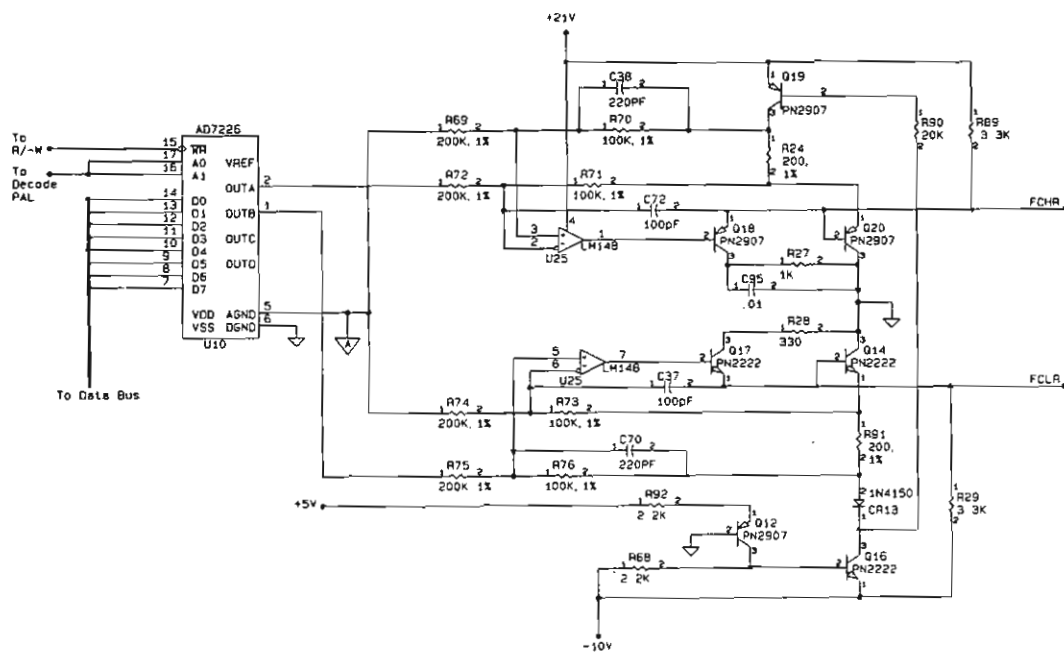 +21V
Q19
PN2907
C38
220PF
R69
200K, 1%
R70
100K, 1%
R90
20K
R89
3 3K
AD7226
To
R/-W
To
Decode
PAL
15
17
16
14
13
12
11
10
9
8
7
WR
A0
A1
D0
D1
D2
D3
D4
D5
D6
D7
VREF
OUTA
OUTB
OUTC
OUTD
VDD AGND
VSS DGND
2
1
5
6
U10
R72
200K, 1%
R71
100K, 1%
R24
200,
1%
C72
100pF
FCHR
Q18
PN2907
Q20
PN2907
3
2
4
1
LM148
U25
R27
1K
C95
.01
A
R28
330
Q17
PN2222
Q14
PN2222
5
6
7
LM148
U25
C37
100pF
FCLR
To Data Bus
R74
200K, 1%
R73
100K, 1%
C70
220PF
R91
200,
1%
R75
200K 1%
R76
100K, 1%
1N4150
CR13
R29
3 3K
+5V
R92
2 2K
Q12
PN2907
R68
2 2K
Q16
PN2222
-10V